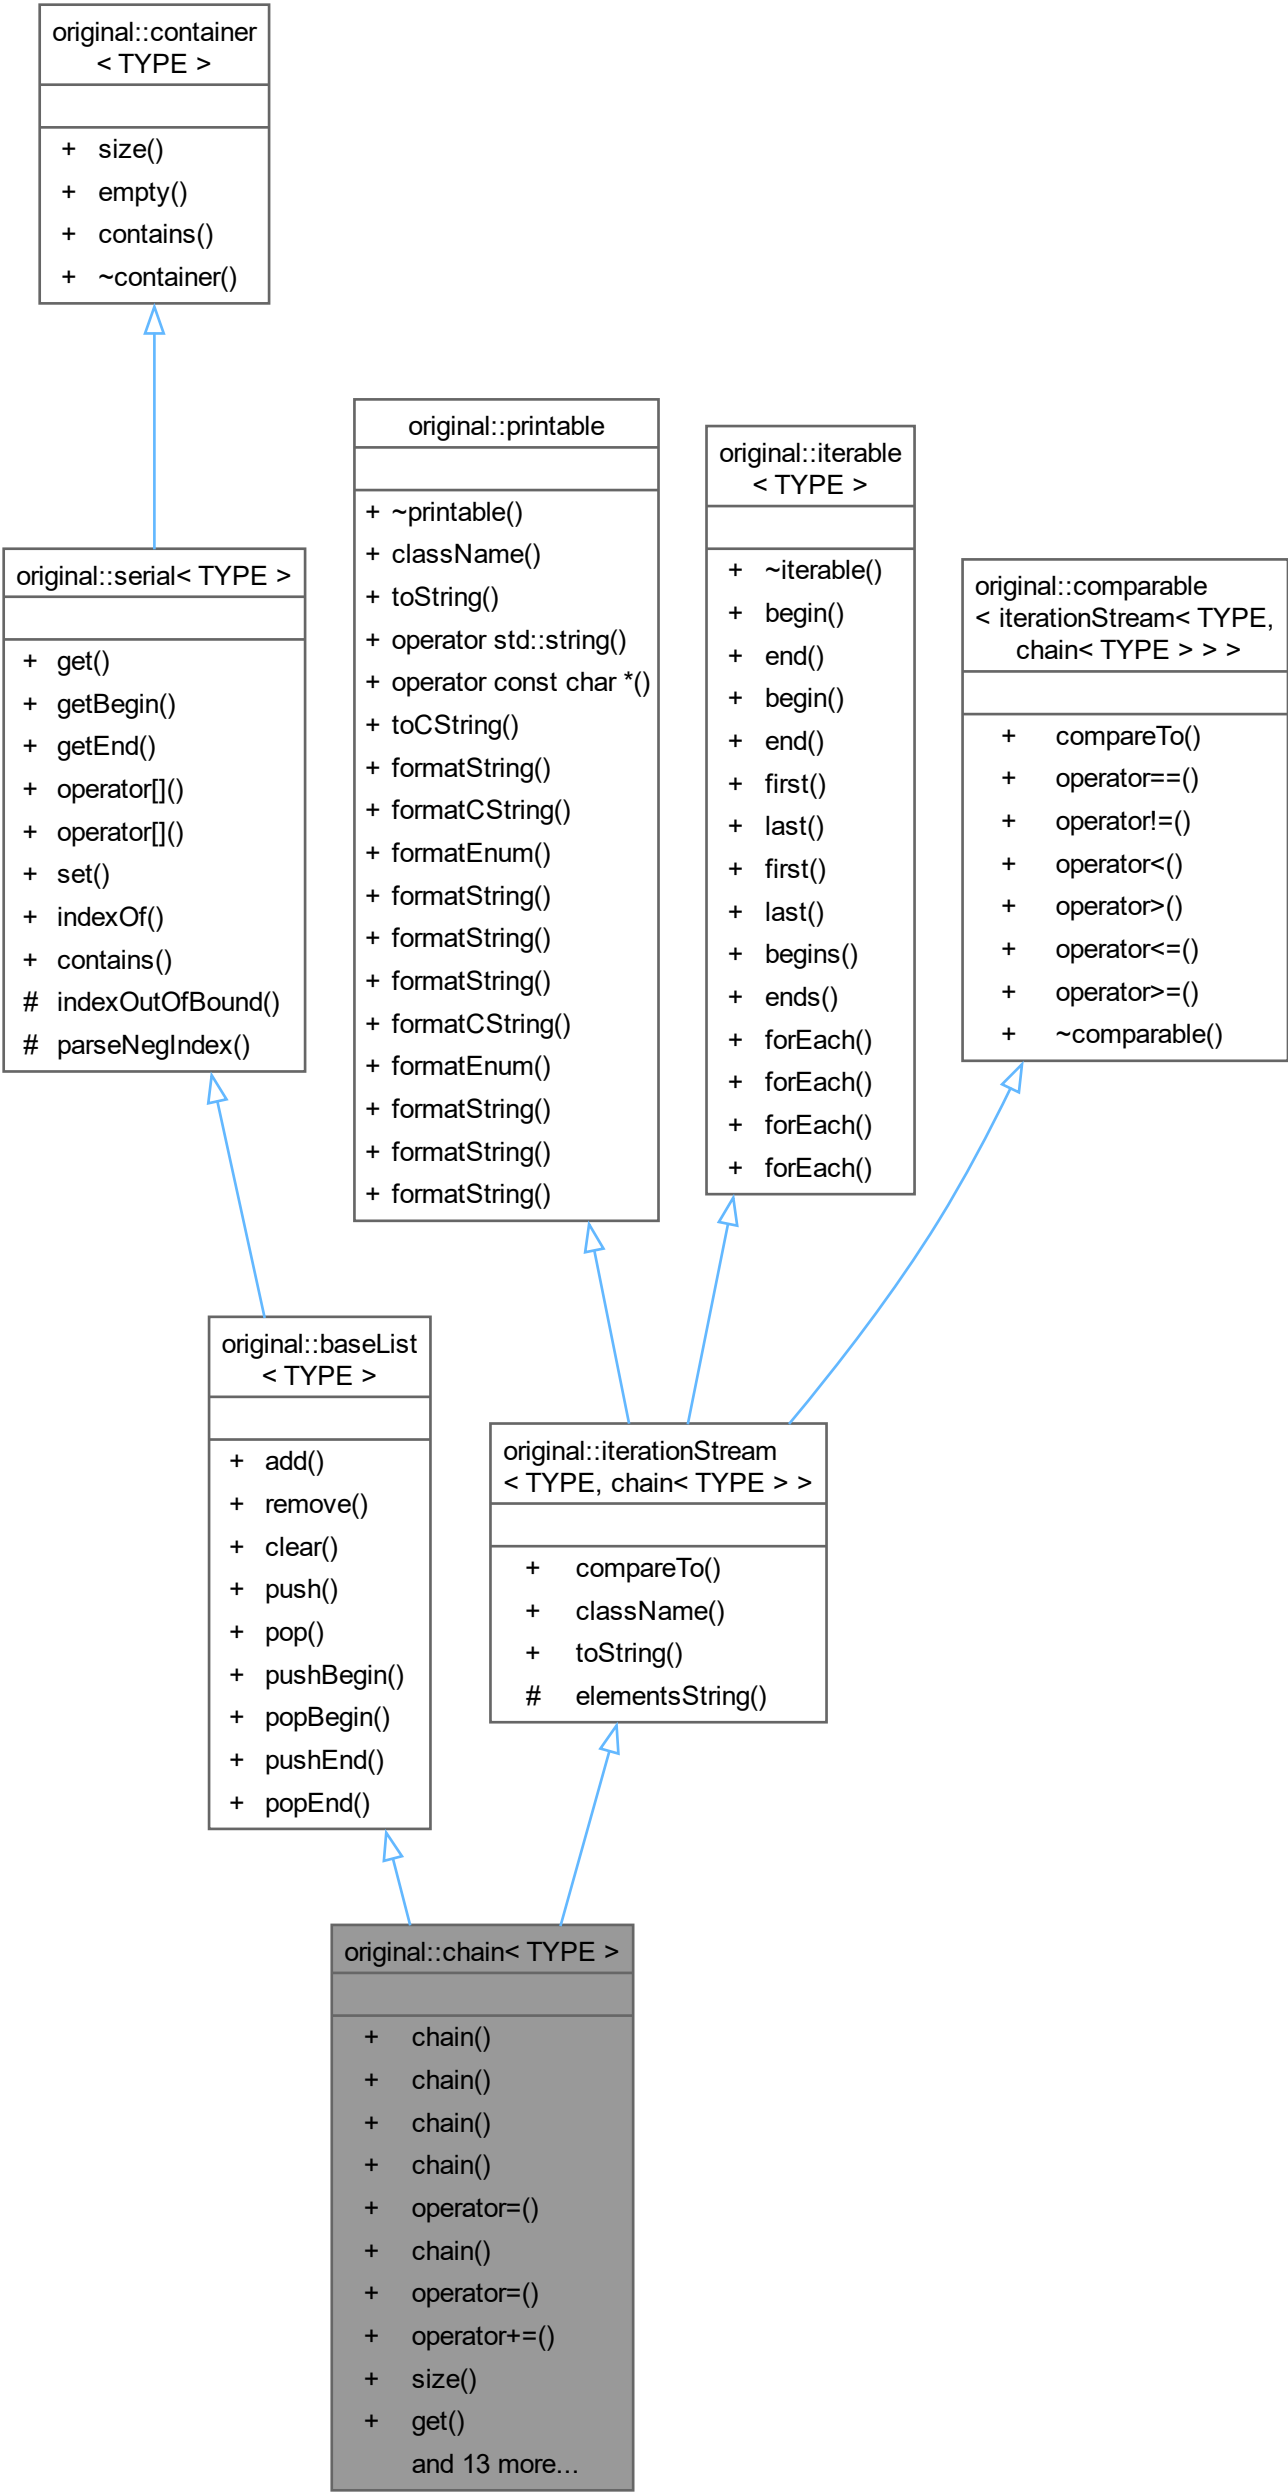 original::container
< TYPE >
+ size()
+ empty()
+ contains()
+ ~container()
original::serial< TYPE >
+ get()
+ getBegin()
+ getEnd()
+ operator[]()
+ operator[]()
+ set()
+ indexOf()
+ contains()
# indexOutOfBound()
# parseNegIndex()
original::printable
+ ~printable()
+ className()
+ toString()
+ operator std::string()
+ operator const char *()
+ toCString()
+ formatString()
+ formatCString()
+ formatEnum()
+ formatString()
+ formatString()
+ formatString()
+ formatCString()
+ formatEnum()
+ formatString()
+ formatString()
+ formatString()
original::iterable
< TYPE >
+ ~iterable()
+ begin()
+ end()
+ begin()
+ end()
+ first()
+ last()
+ first()
+ last()
+ begins()
+ ends()
+ forEach()
+ forEach()
+ forEach()
+ forEach()
original::comparable
< iterationStream< TYPE,
chain< TYPE > > >
+ compareTo()
+ operator==()
+ operator!=()
+ operator<()
+ operator>()
+ operator<=()
+ operator>=()
+ ~comparable()
original::baseList
< TYPE >
+ add()
+ remove()
+ clear()
+ push()
+ pop()
+ pushBegin()
+ popBegin()
+ pushEnd()
+ popEnd()
original::iterationStream
< TYPE, chain< TYPE > >
+ compareTo()
+ className()
+ toString()
# elementsString()
original::chain< TYPE >
+ chain()
+ chain()
+ chain()
+ chain()
+ operator=()
+ chain()
+ operator=()
+ operator+=()
+ size()
+ get()
and 13 more...